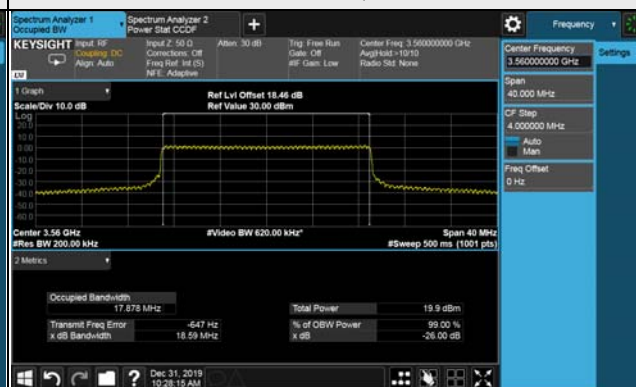 Spectrum Analyzer 1
Occupied BW
Spectrum Analyzer 2
Power Stat CCDF
Frequency
KEYSIGHT
Input: RF
Coupling: DC
Align: Auto
Input Z: 50 Ω
Corrections: Off
Freq Ref: Int (S)
NFE: Adaptive
Atten: 30 dB
Trig: Free Run
Gate: Off
#IF Gain: Low
Center Freq: 3.560000000 GHz
Avg|Hold:>10/10
Radio Std: None
LXI
Center Frequency
3.560000000 GHz
Settings
Span
40.000 MHz
CF Step
4.000000 MHz
Auto
Man
Freq Offset
0 Hz
1 Graph
Scale/Div 10.0 dB
Ref Lvl Offset 18.46 dB
Ref Value 30.00 dBm
Log
20.0
10.0
0.00
-10.0
-20.0
-30.0
-40.0
-50.0
-60.0
Center 3.56 GHz
#Res BW 200.00 kHz
#Video BW 620.00 kHz*
Span 40 MHz
#Sweep 500 ms (1001 pts)
2 Metrics
Occupied Bandwidth
17.878 MHz
Total Power 19.9 dBm
Transmit Freq Error -647 Hz
% of OBW Power 99.00 %
x dB Bandwidth 18.59 MHz
x dB -26.00 dB
?
Dec 31, 2019
10:28:15 AM